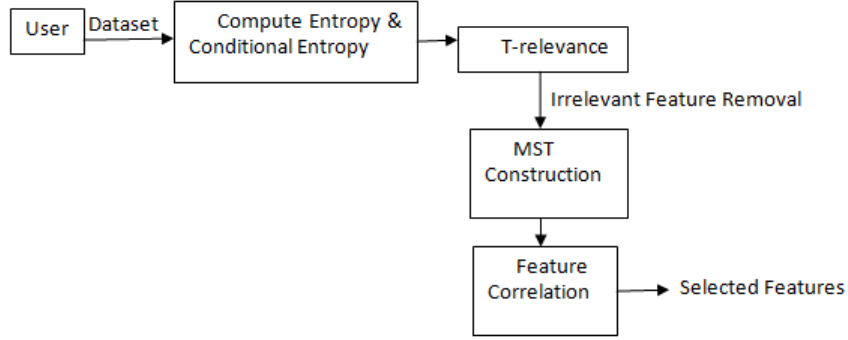 User
Dataset
Compute Entropy &
Conditional Entropy
T-relevance
Irrelevant Feature Removal
MST
Construction
Feature
Correlation
Selected Features